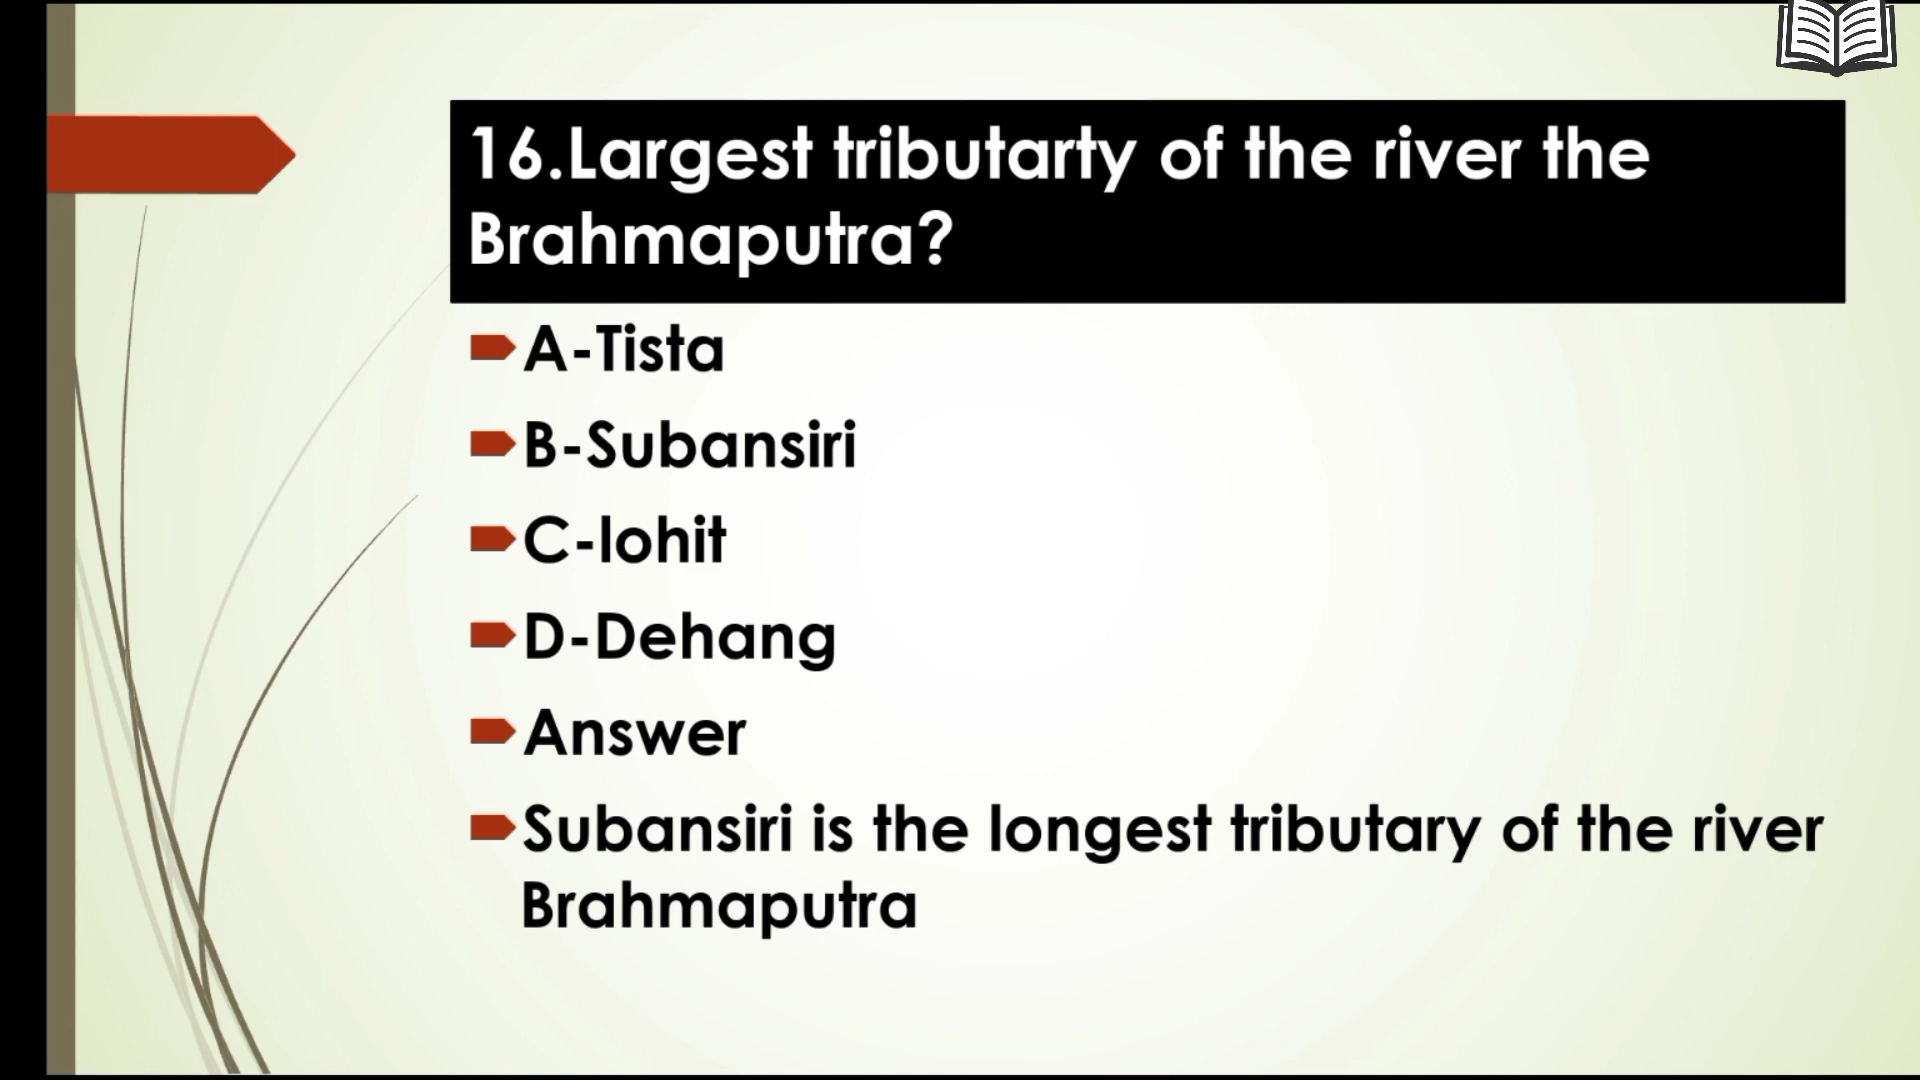 16.Largest tributarty of the river the
Brahmaputra?
A-Tista
B-Subansiri
C-lohit
D-Dehang
Answer
Subansiri is the longest tributary of the river
Brahmaputra